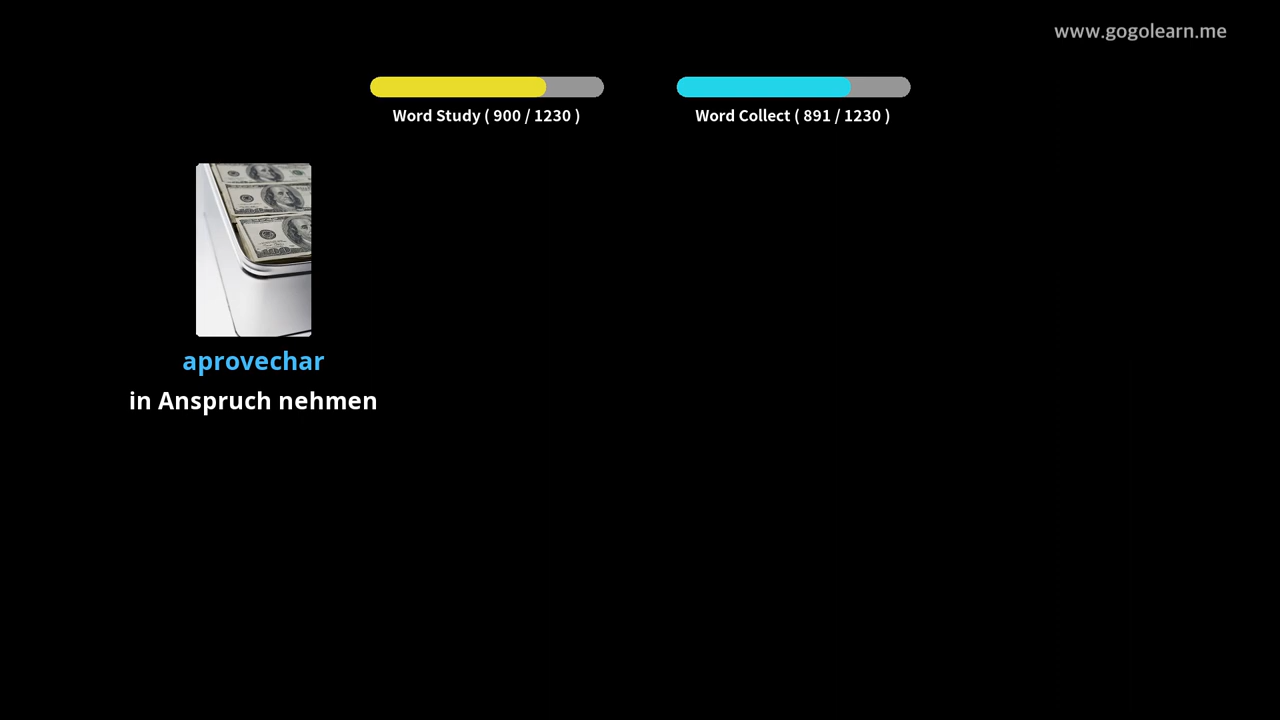 www.gogolearn.me
Word Study ( 900 / 1230 )
Word Collect ( 891 / 1230 )
aprovechar
in Anspruch nehmen